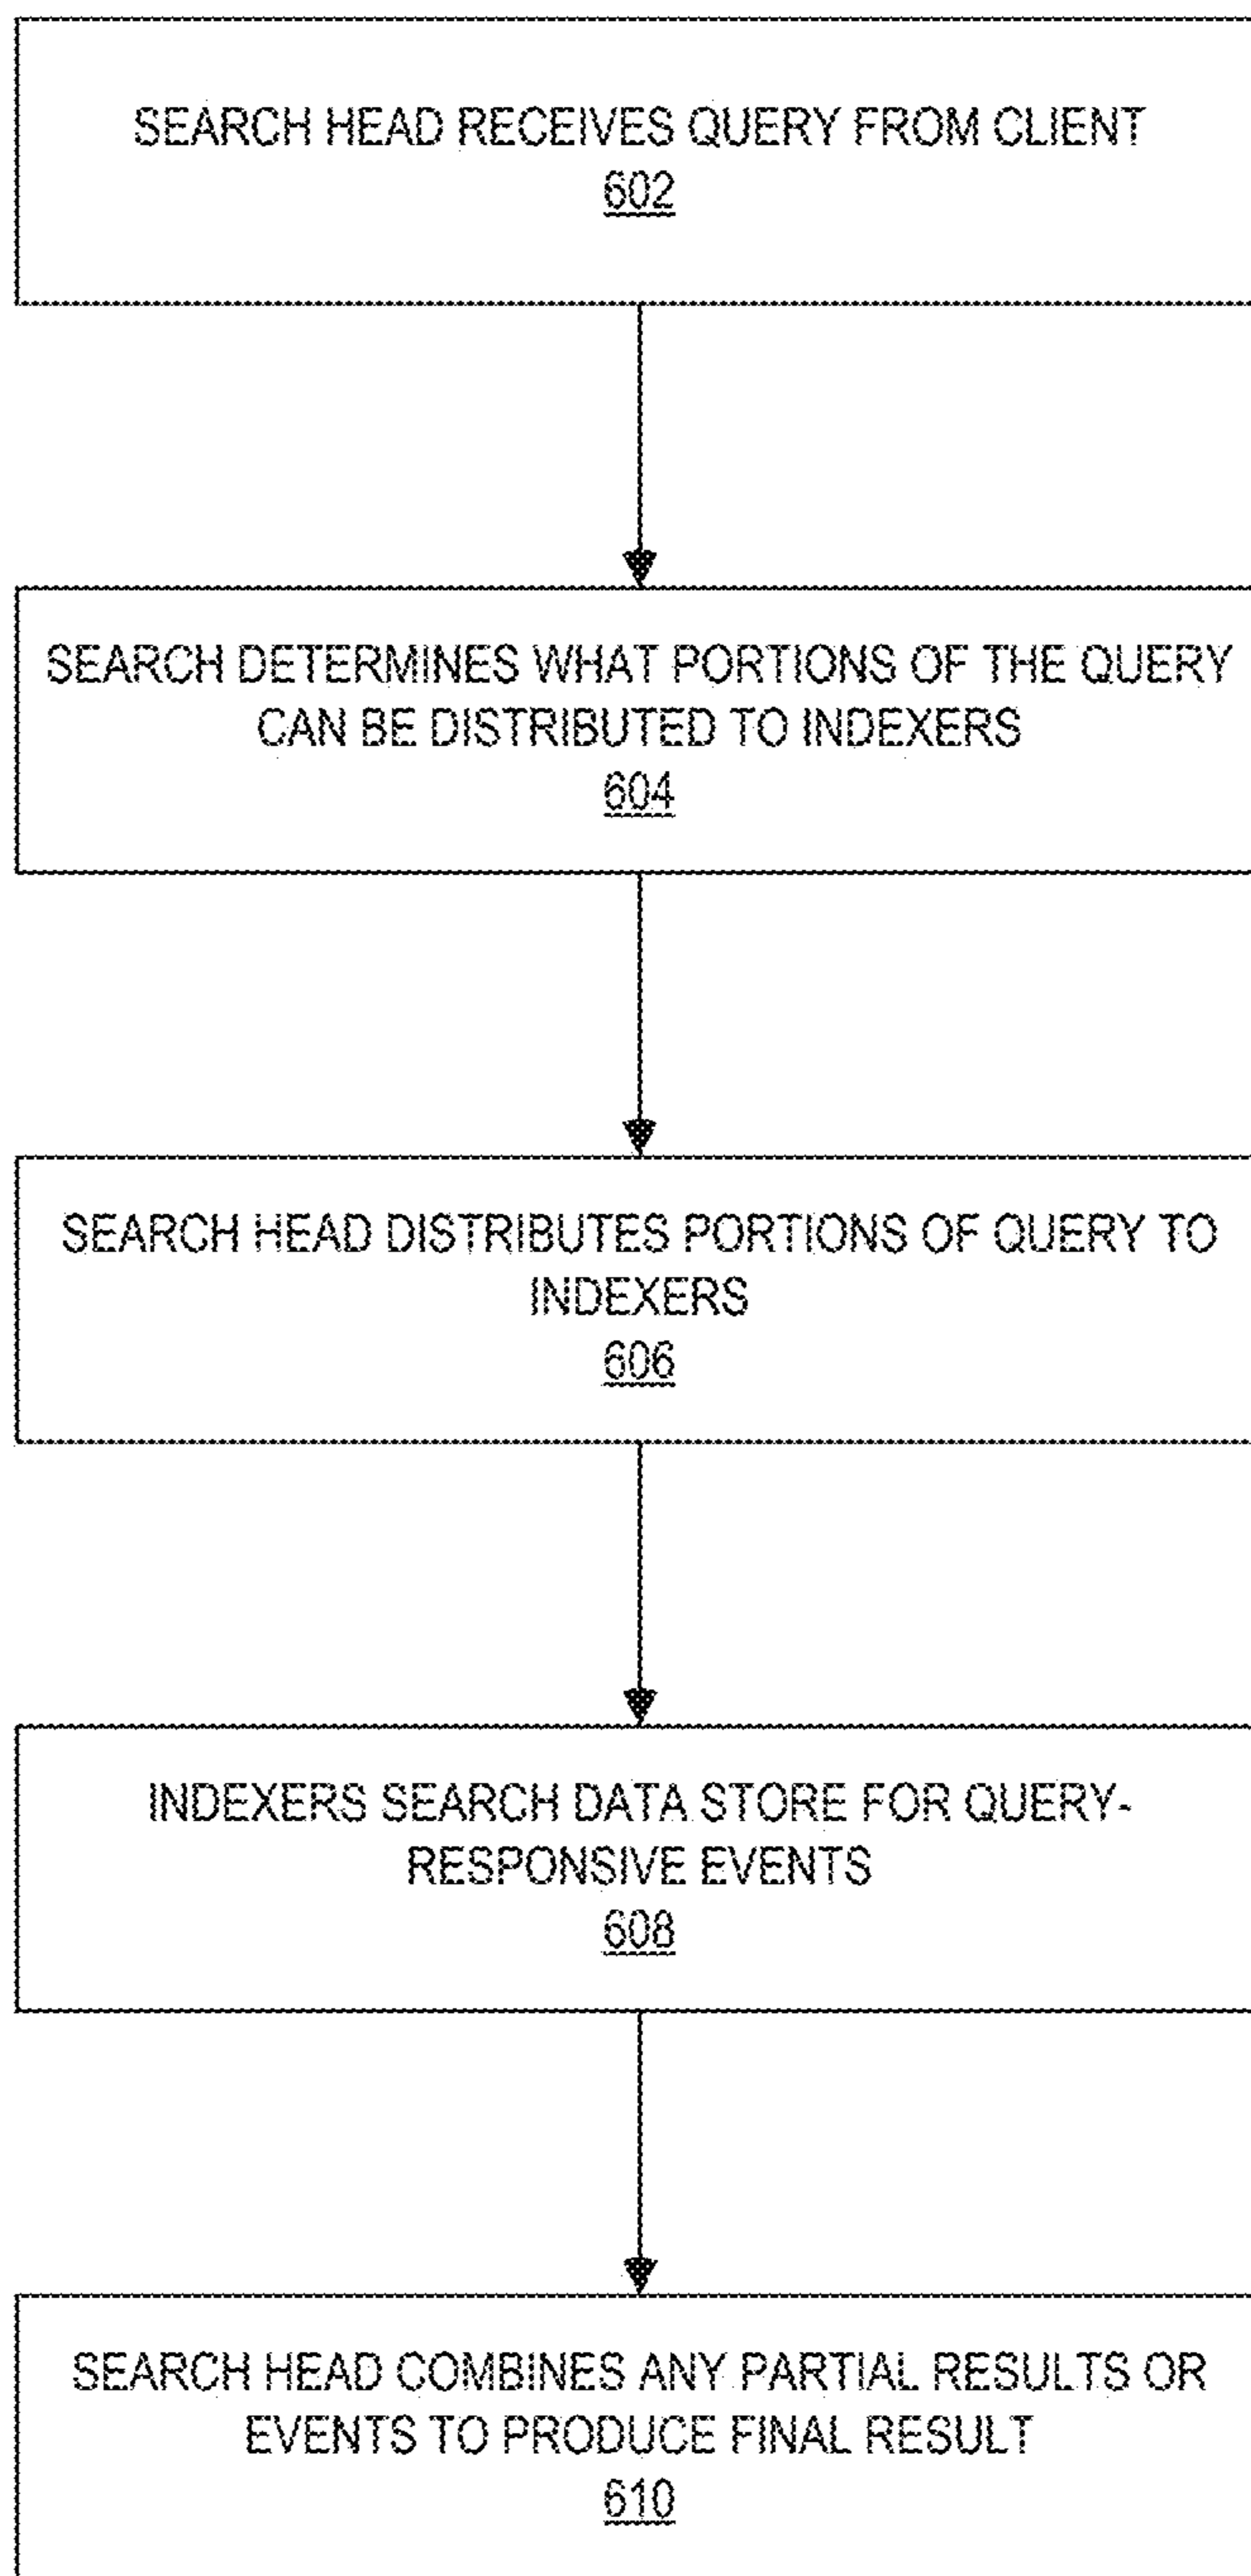 SEARCH HEAD RECEIVES QUERY FROM CLIENT
602
SEARCH DETERMINES WHAT PORTIONS OF THE QUERY
CAN BE DISTRIBUTED TO INDEXERS
604
SEARCH HEAD DISTRIBUTES PORTIONS OF QUERY TO
INDEXERS
606
INDEXERS SEARCH DATA STORE FOR QUERY-
RESPONSIVE EVENTS
608
SEARCH HEAD COMBINES ANY PARTIAL RESULTS OR
EVENTS TO PRODUCE FINAL RESULT
610